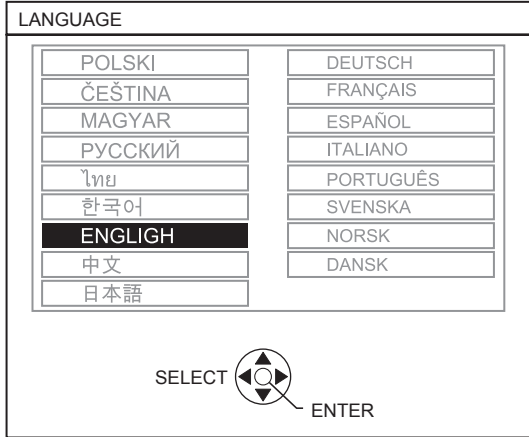 LANGUAGE
POLSKI
ČEŠTINA
MAGYAR
РУССКИЙ
ไทย
한국어
ENGLIGH
中文
日本語
DEUTSCH
FRANÇAIS
ESPAÑOL
ITALIANO
PORTUGUÊS
SVENSKA
NORSK
DANSK
SELECT
ENTER